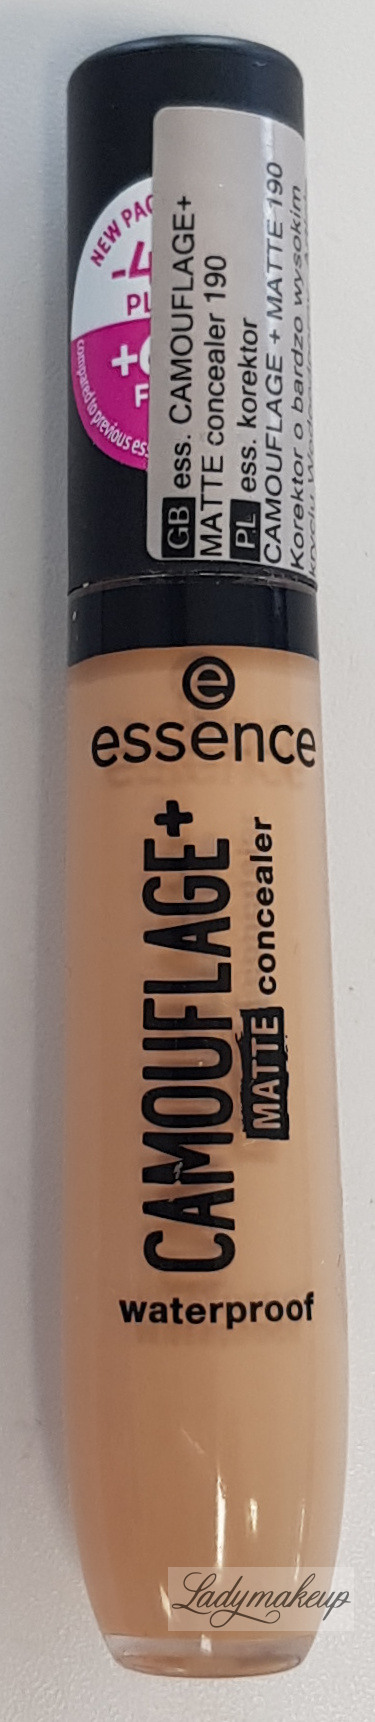 NEW
-4
+
compared to previous ess
GB ess. CAMOUFLAGE+
MATTE concealer 190
PL ess. korektor
CAMOUFLAGE + MATTE 190
Korektor o bardzo wysokim
essence
CAMOUFLAGE+
MATTE concealer
waterproof
Ladymakeup